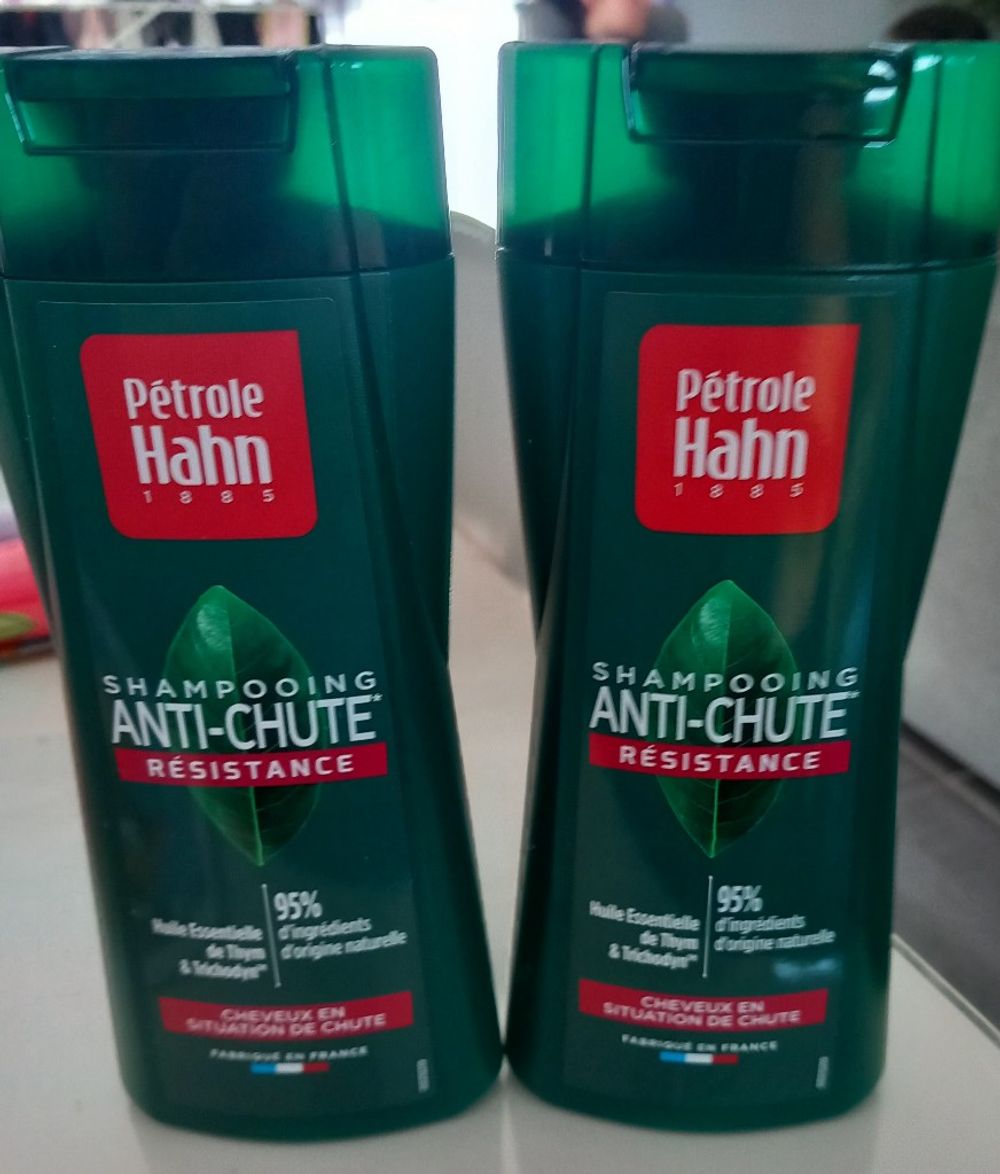 Pétrole
Hahn
1885
SHAMPOOING
ANTI-CHUTE*
RÉSISTANCE
Huile Essentielle
de Thym
& Trichodyn™
95%
d'ingrédients
d'origine naturelle
CHEVEUX EN
SITUATION DE CHUTE
FABRIQUÉ EN FRANCE
Pétrole
Hahn
1885
SHAMPOOING
ANTI-CHUTE*
RÉSISTANCE
Huile Essentielle
de Thym
& Trichodyn™
95%
d'ingrédients
d'origine naturelle
CHEVEUX EN
SITUATION DE CHUTE
FABRIQUÉ EN FRANCE